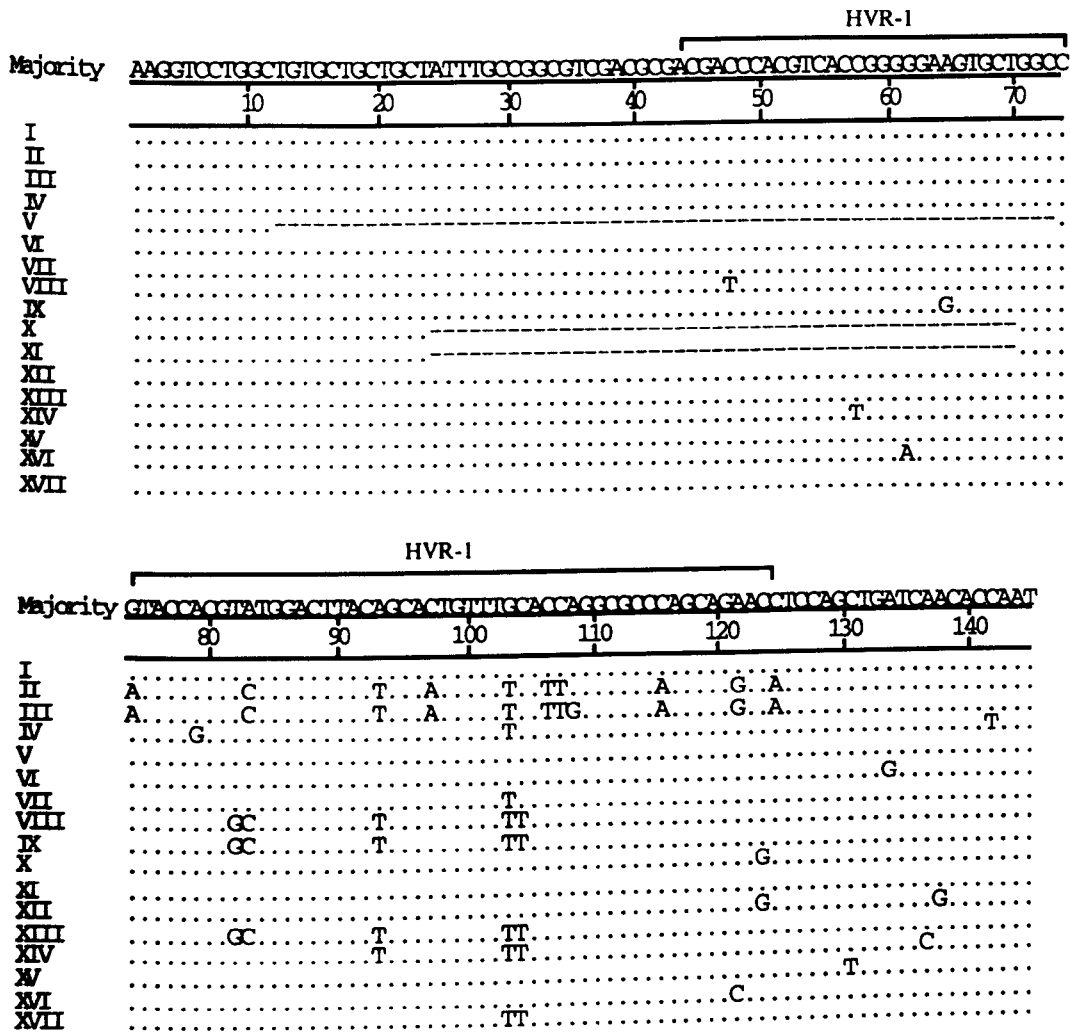 HVR-1
Majority AAGGTCCTGGCTGTGCTGCTGCTATTTGCCGGCGTCGACGCGACGACCCACGTCACCGGGGGAAGTGCTGGCC
10 20 30 40 50 60 70
I .........................................................................
II .........................................................................
III .........................................................................
IV .........................................................................
V ...........-------------------------------------------------------------.
VI .........................................................................
VII .........................................................................
VIII ..............................................T..........................
IX ...............................................................G.........
X .......................----------------------------------------------....
XI .......................----------------------------------------------....
XII .........................................................................
XIII .........................................................................
XIV ........................................................T................
XV .........................................................................
XVI ............................................................A............
XVII .........................................................................
HVR-1
Majority GTACCACGTATGGACTTACAGCACTGTTTGCACCAGGCGCCCAGCAGAACCTCCAGCTGATCAACACCAAT
80 90 100 110 120 130 140
I .......................................................................
II A........C.........T...A.....T..TT.......A.....G..A....................
III A........C.........T...A.....T..TTG......A.....G..A....................
IV .....G.......................T.....................................T...
V .......................................................................
VI ...........................................................G...........
VII .............................T.........................................
VIII ........GC.........T.........TT........................................
IX ........GC.........T.........TT........................................
X .................................................G.....................
XI .......................................................................
XII .................................................G.............G.......
XIII ........GC.........T.........TT...............................C........
XIV ...................T.........TT........................................
XV ........................................................T..............
XVI ...............................................C.......................
XVII .............................TT........................................